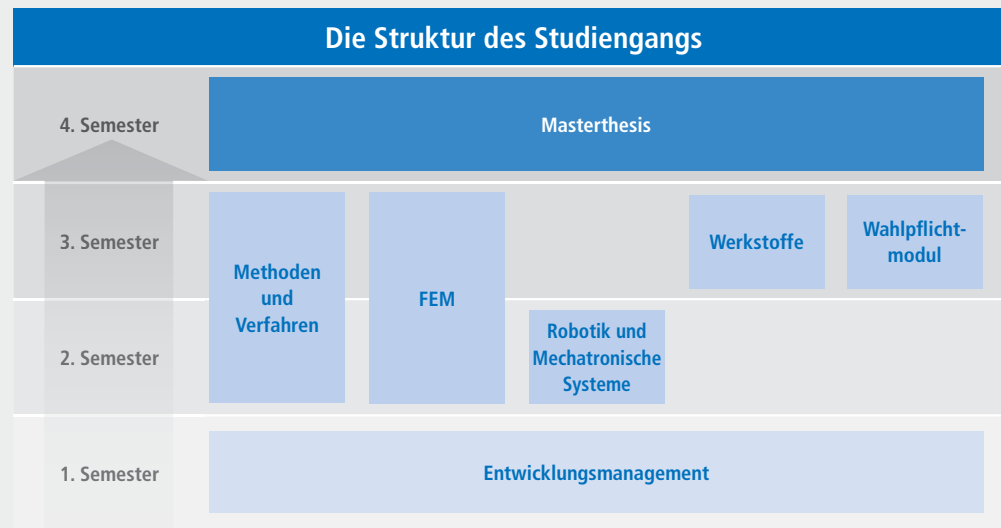 Die Struktur des Studiengangs
4. Semester
Masterthesis
3. Semester
Methoden
und
Verfahren
FEM
Werkstoffe
Wahlpflicht-
modul
2. Semester
Robotik und
Mechatronische
Systeme
1. Semester
Entwicklungsmanagement